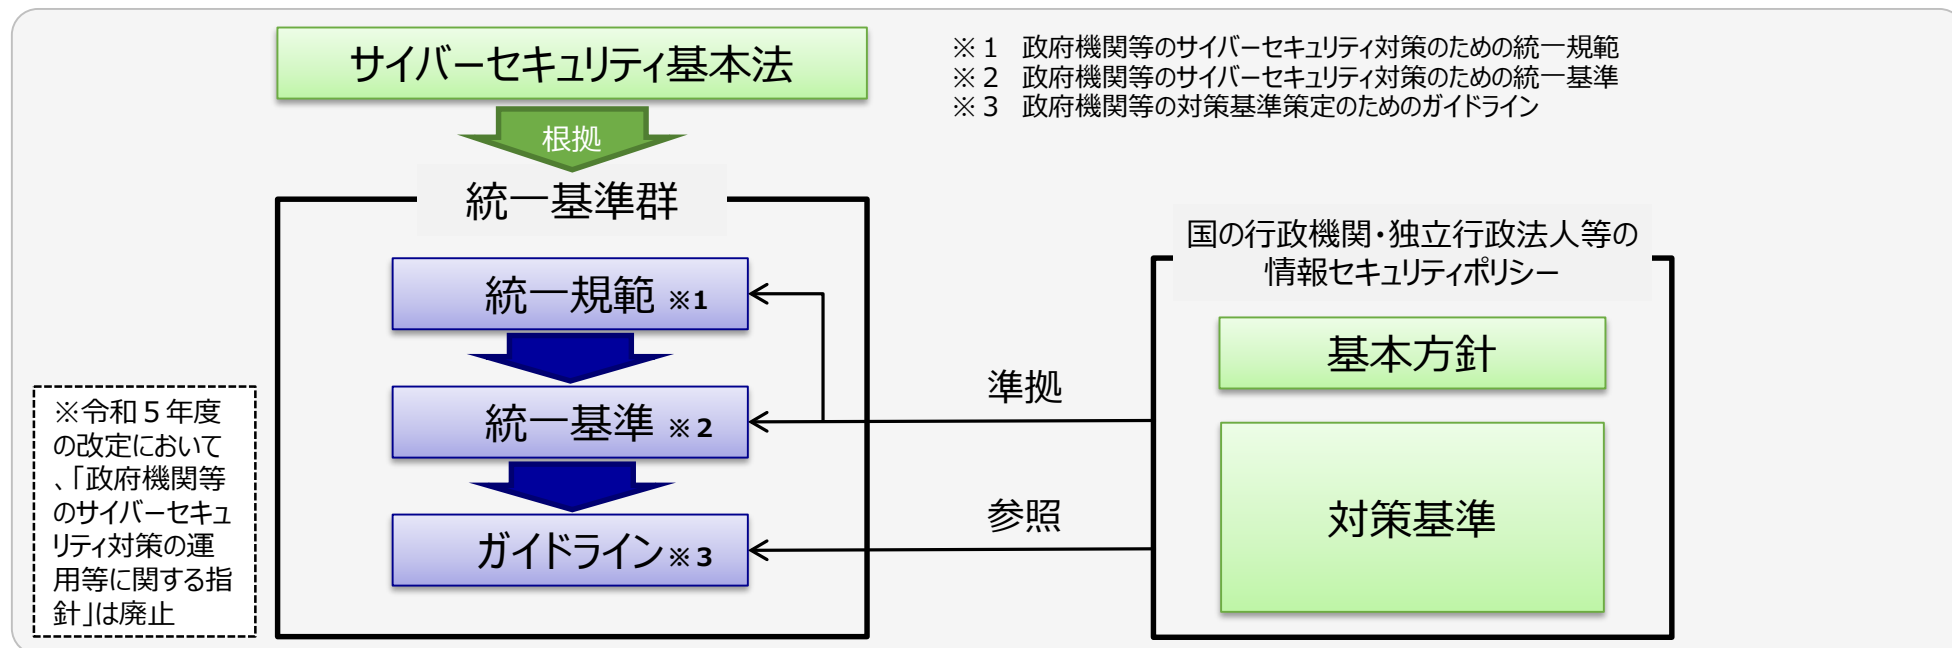 サイバーセキュリティ基本法
※１　政府機関等のサイバーセキュリティ対策のための統一規範
※２　政府機関等のサイバーセキュリティ対策のための統一基準
※３　政府機関等の対策基準策定のためのガイドライン
根拠
統一基準群
統一規範 ※1
統一基準 ※２
ガイドライン※３
準拠
参照
国の行政機関・独立行政法人等の
情報セキュリティポリシー
基本方針
対策基準
※令和５年度
の改定において
、「政府機関等
のサイバーセキュ
リティ対策の運
用等に関する指
針」は廃止